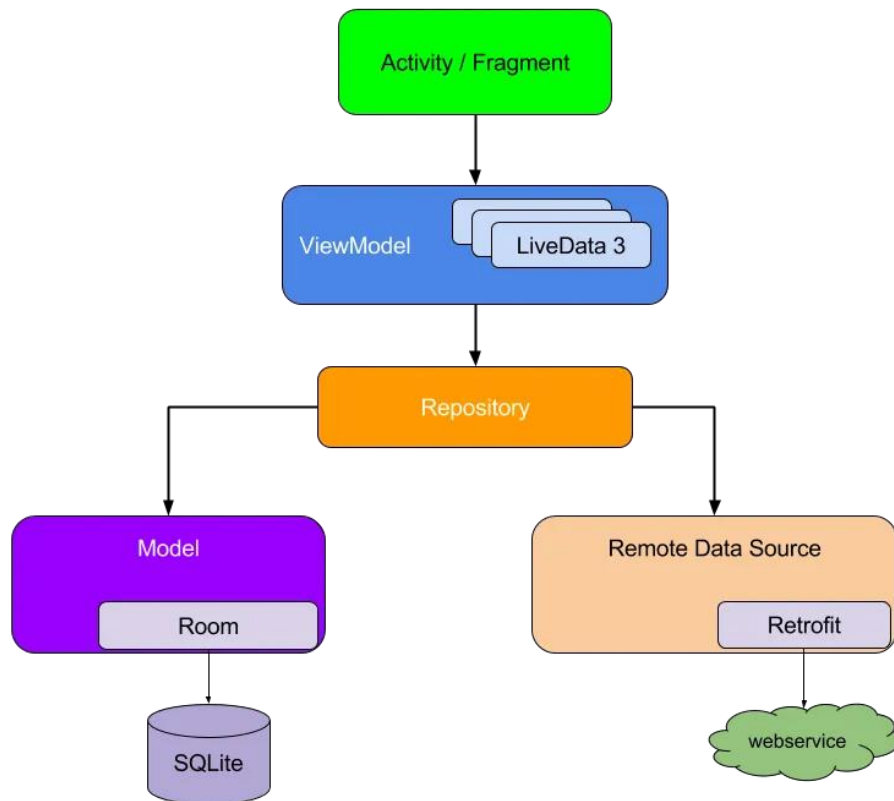 Activity / Fragment
ViewModel
LiveData 3
Repository
Model
Room
Remote Data Source
Retrofit
SQLite
webservice